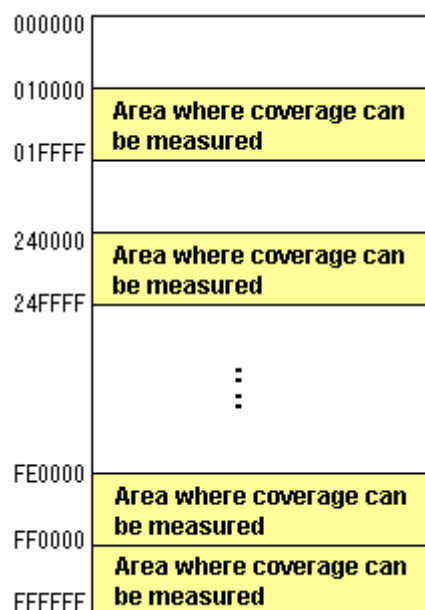 000000
010000
Area where coverage can
be measured
01FFFF
240000
Area where coverage can
be measured
24FFFF
:
FE0000
Area where coverage can
be measured
FF0000
Area where coverage can
be measured
FFFFFF